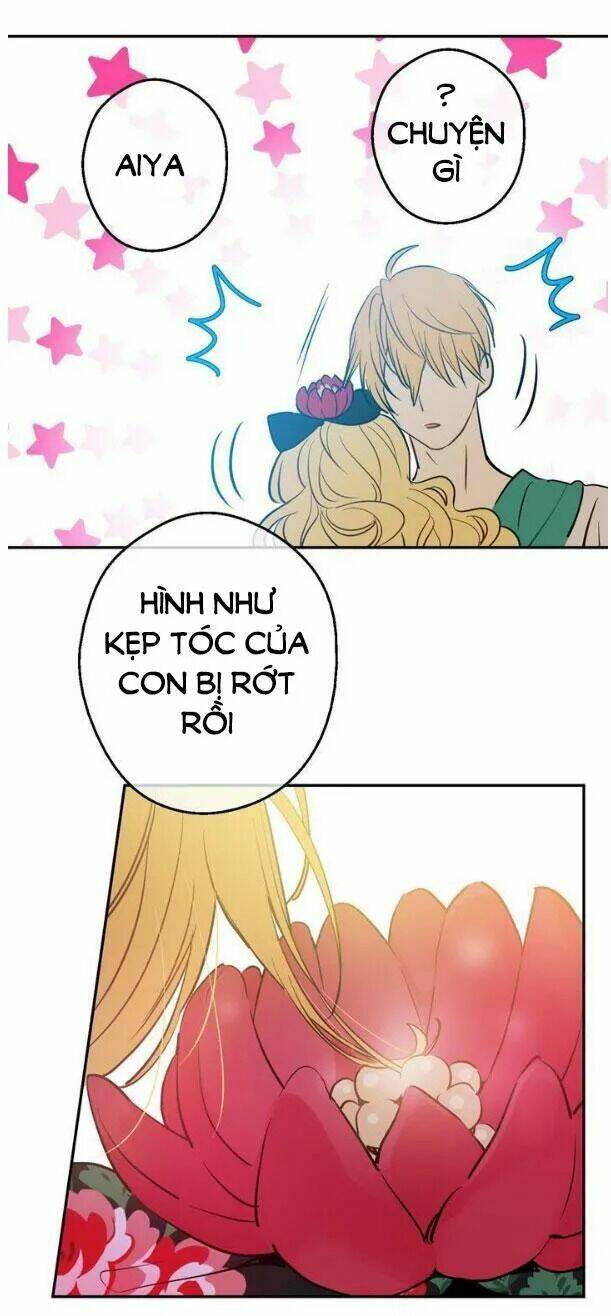 AIYA
?
CHUYỆN
GÌ
HÌNH NHƯ
KẸP TÓC CỦA
CON BỊ RỚT
RỒI